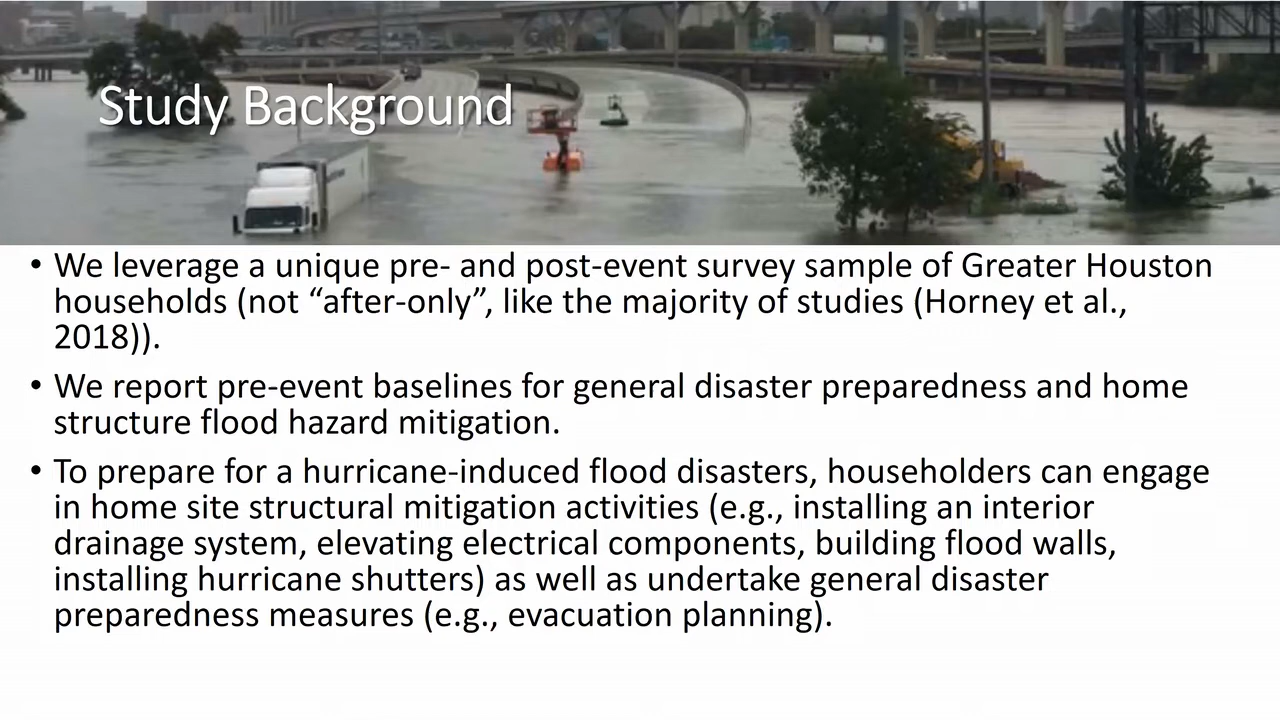 Study Background
• We leverage a unique pre- and post-event survey sample of Greater Houston
households (not “after-only”, like the majority of studies (Horney et al.,
2018)).
• We report pre-event baselines for general disaster preparedness and home
structure flood hazard mitigation.
• To prepare for a hurricane-induced flood disasters, householders can engage
in home site structural mitigation activities (e.g., installing an interior
drainage system, elevating electrical components, building flood walls,
installing hurricane shutters) as well as undertake general disaster
preparedness measures (e.g., evacuation planning).